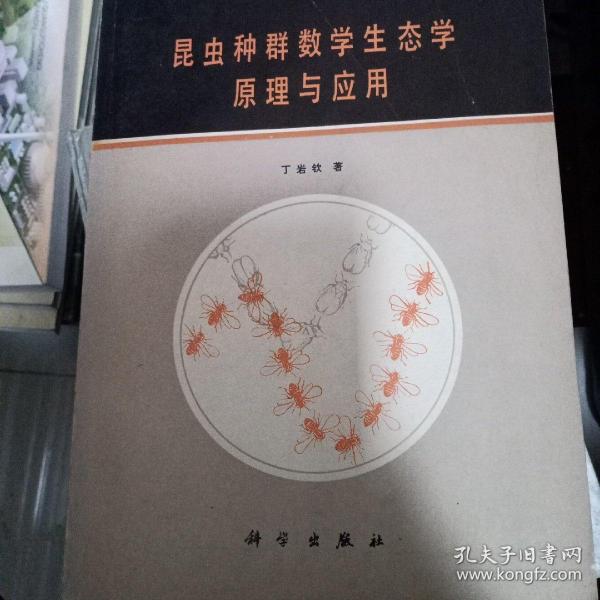 昆虫种群数学生态学
原理与应用
丁岩钦 著
科学出版社
孔夫子旧书网
www.kongfz.com